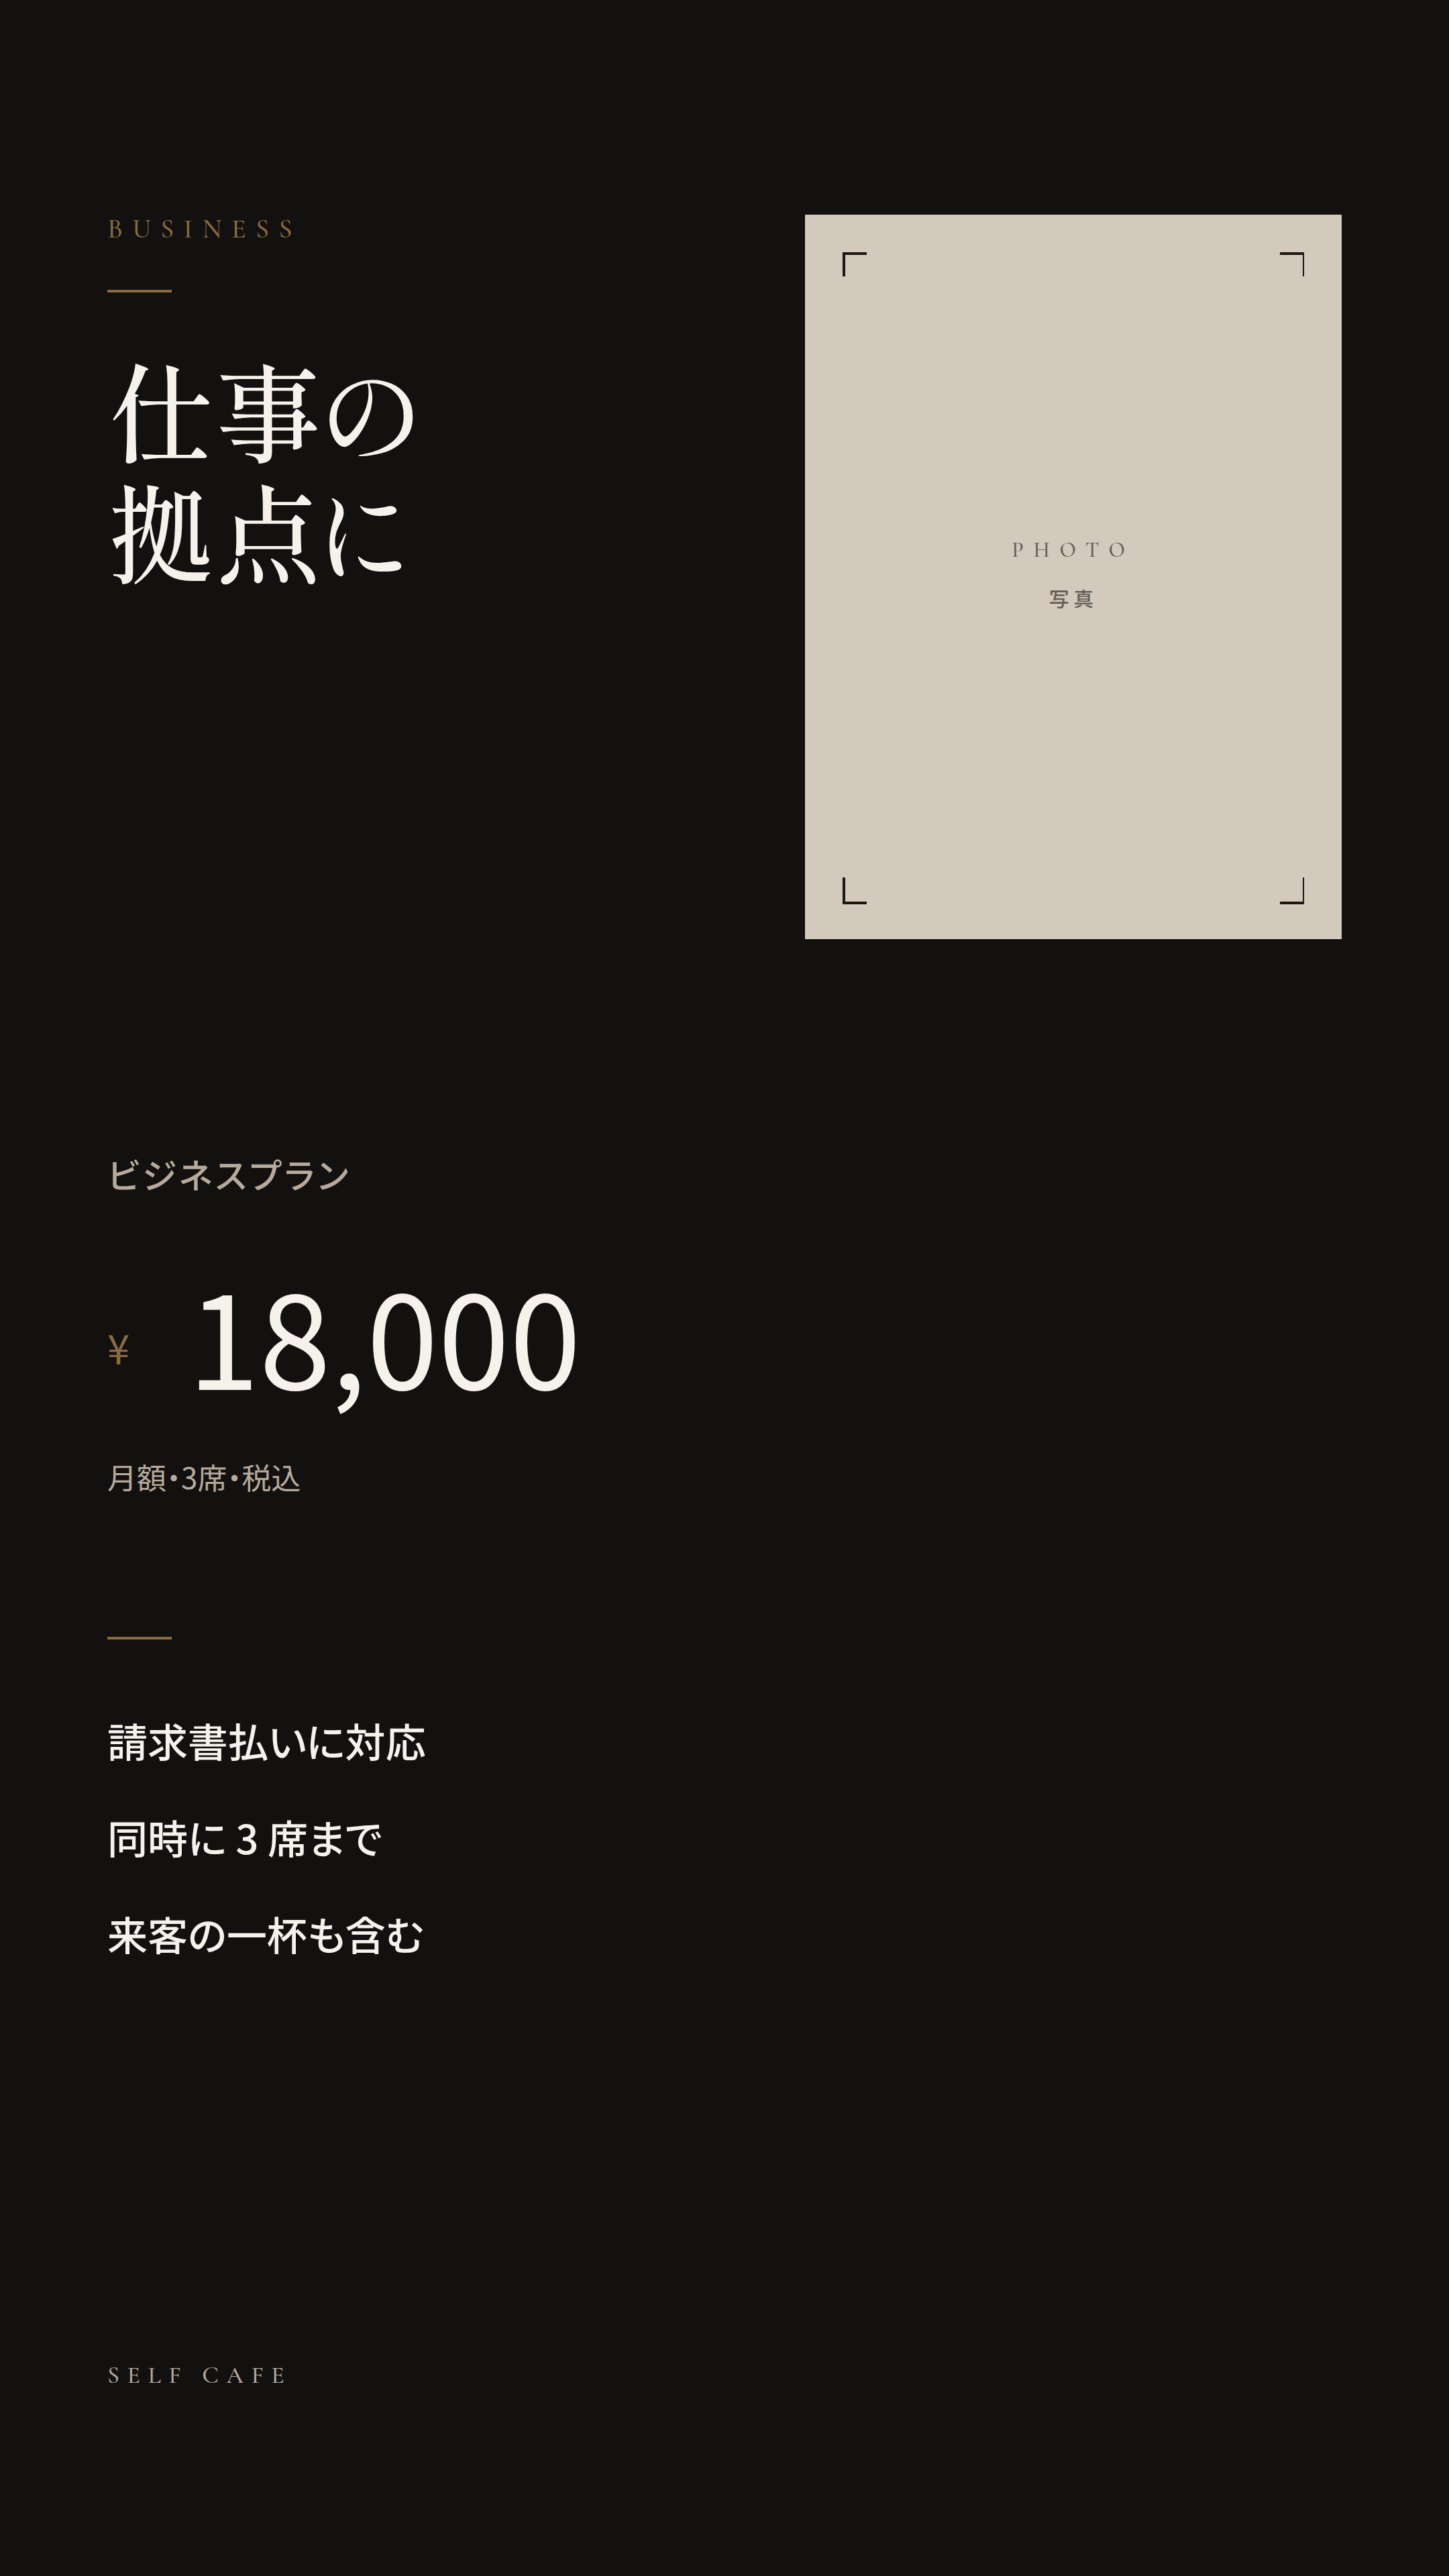 BUSINESS
仕事の
拠点に
PHOTO
写真
ビジネスプラン
¥ 18,000
月額・3席・税込
請求書払いに対応
同時に 3 席まで
来客の一杯も含む
SELF CAFE